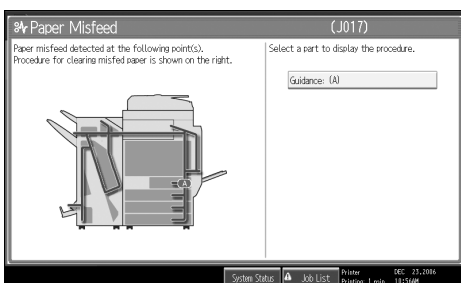 Paper Misfeed (J017)
Paper misfeed detected at the following point(s).
Procedure for clearing misfed paper is shown on the right.
Select a part to display the procedure.
Guidance: (A)
A
System Status
Job List
Printer
Printing: 1 min
DEC 23,2006
10:56AM